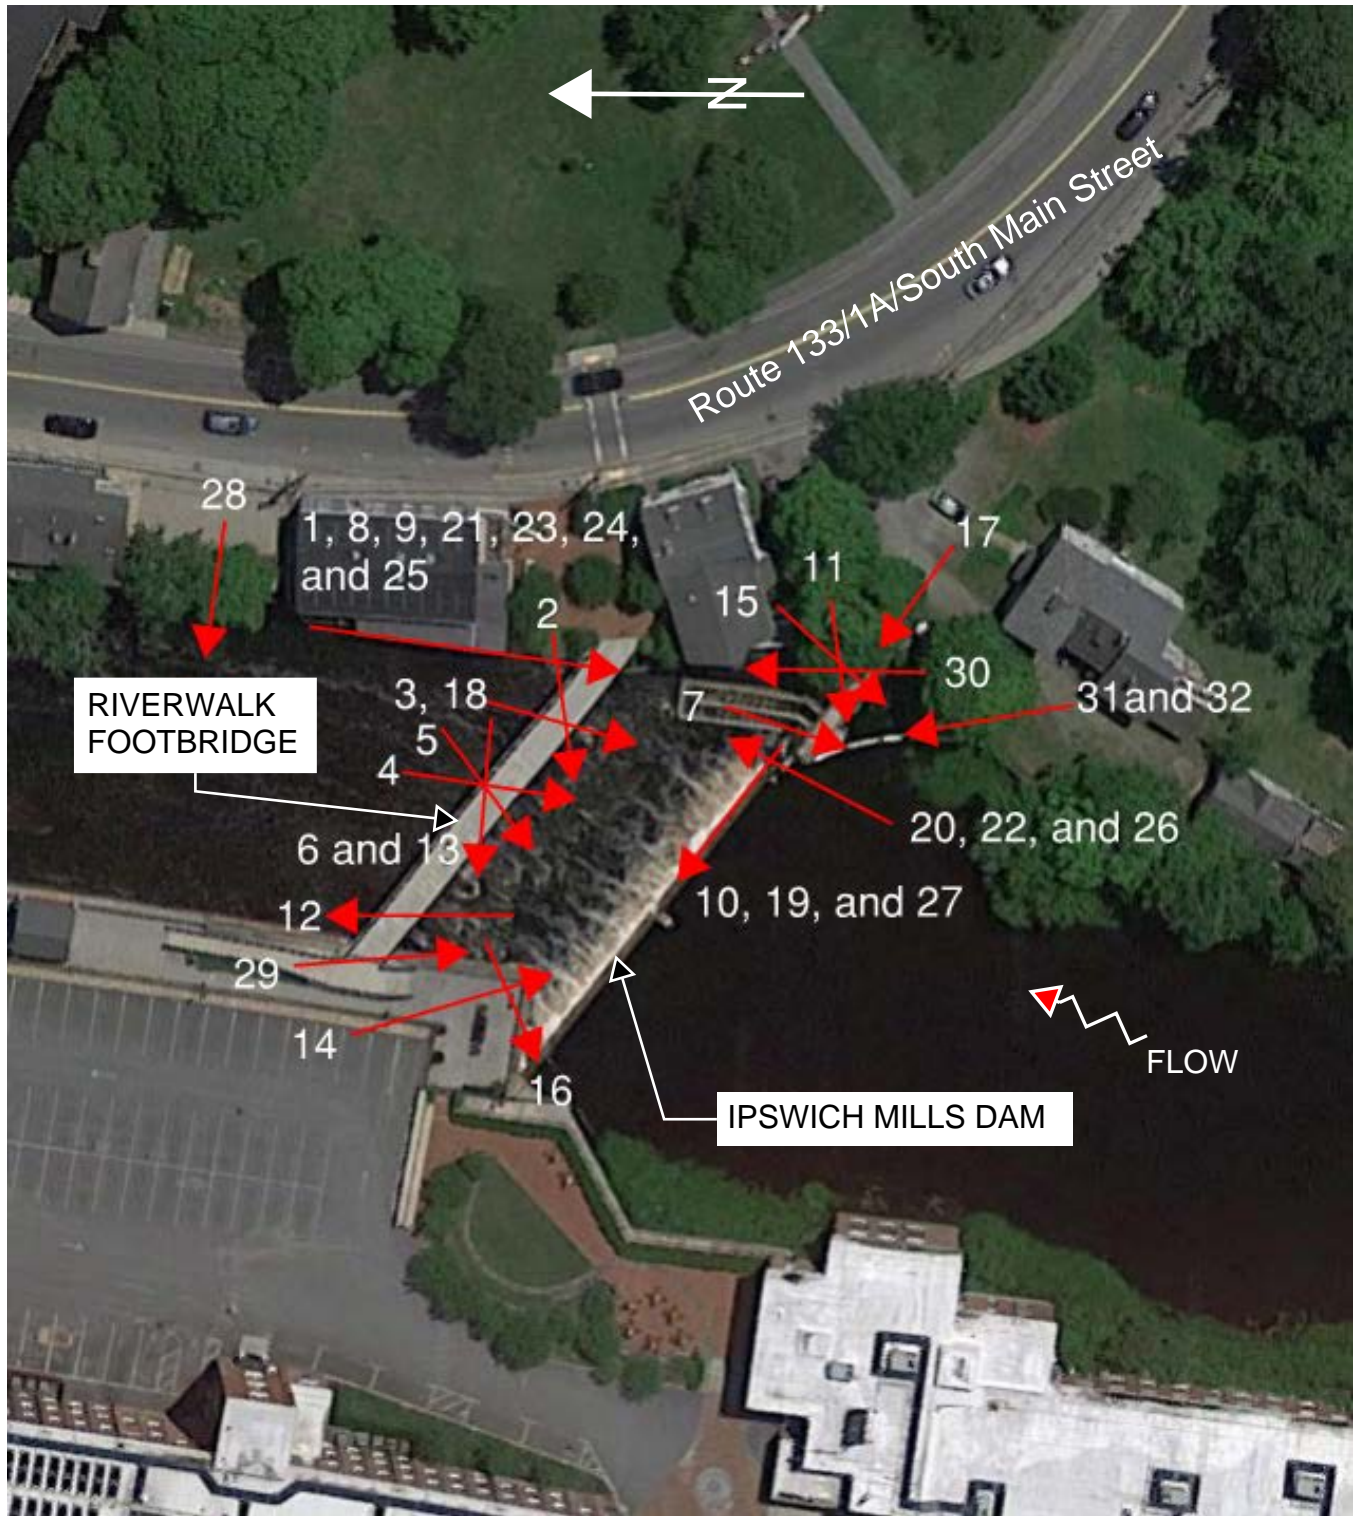 N
Route 133/1A/South Main Street
28
1, 8, 9, 21, 23, 24,
and 25
17
11
15
2
30
3, 18
31and 32
7
RIVERWALK
FOOTBRIDGE
5
4
20, 22, and 26
6 and 13
10, 19, and 27
12
29
14
FLOW
16
IPSWICH MILLS DAM